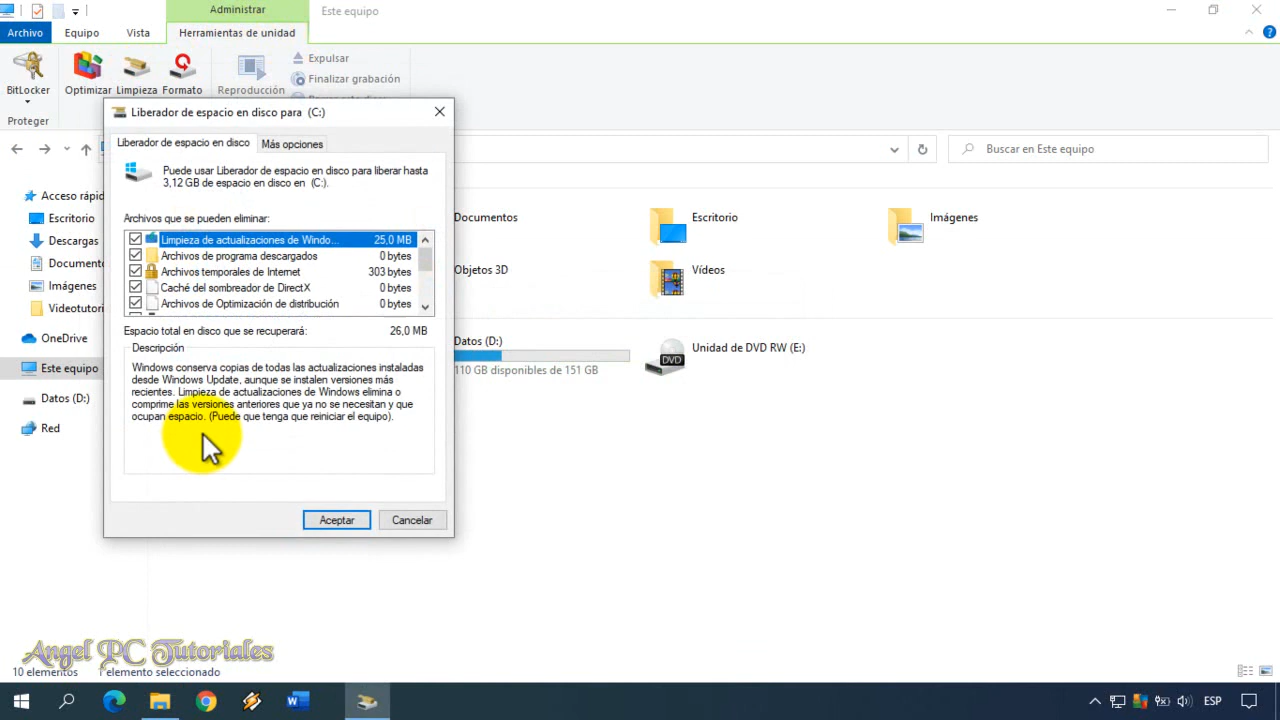 Administrar
Este equipo
Archivo
Equipo
Vista
Herramientas de unidad
BitLocker
Optimizar
Limpieza
Formato
Reproducción
Expulsar
Finalizar grabación
Proteger
Liberador de espacio en disco para (C:)
Liberador de espacio en disco
Más opciones
Puede usar Liberador de espacio en disco para liberar hasta
3,12 GB de espacio en disco en (C:).
Archivos que se pueden eliminar:
Limpieza de actualizaciones de Windo... 25,0 MB
Archivos de programa descargados 0 bytes
Archivos temporales de Internet 303 bytes
Caché del sombreador de DirectX 0 bytes
Archivos de Optimización de distribución 0 bytes
Espacio total en disco que se recuperará: 26,0 MB
Descripción
Windows conserva copias de todas las actualizaciones instaladas
desde Windows Update, aunque se instalen versiones más
recientes. Limpieza de actualizaciones de Windows elimina o
comprime las versiones anteriores que ya no se necesitan y que
ocupan espacio. (Puede que tenga que reiniciar el equipo).
Aceptar
Cancelar
Buscar en Este equipo
Acceso rápid
Escritorio
Descargas
Documento
Imágenes
Videotutori
OneDrive
Este equipo
Datos (D:)
Red
Documentos
Escritorio
Imágenes
Objetos 3D
Vídeos
Datos (D:)
110 GB disponibles de 151 GB
DVD
Unidad de DVD RW (E:)
Angel PC Tutoriales
10 elementos
1 elemento seleccionado
ESP